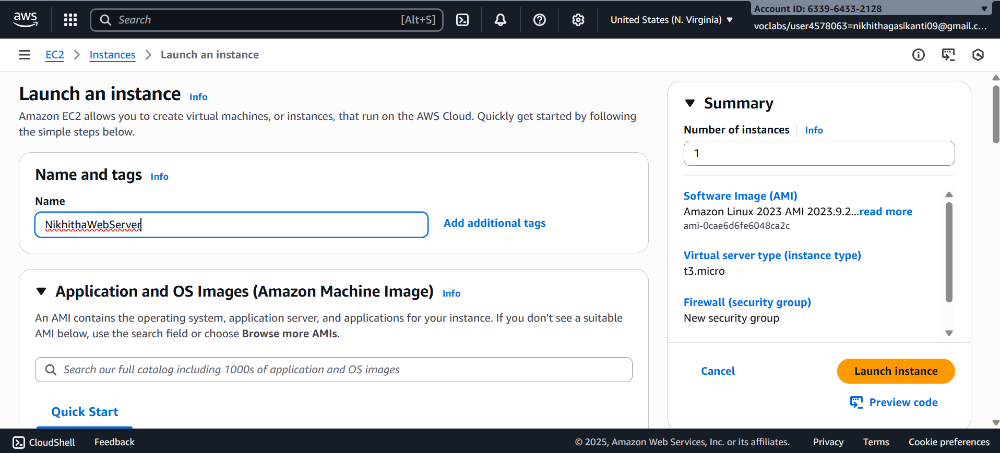 aws
Search [Alt+S]
United States (N. Virginia)
Account ID: 6339-6433-2128
voclabs/user4578063=nikhithagasikanti09@gmail.c...
EC2 > Instances > Launch an instance
Launch an instance Info
Amazon EC2 allows you to create virtual machines, or instances, that run on the AWS Cloud. Quickly get started by following
the simple steps below.
Name and tags Info
Name
NikhithaWebServer
Add additional tags
Application and OS Images (Amazon Machine Image) Info
An AMI contains the operating system, application server, and applications for your instance. If you don't see a suitable
AMI below, use the search field or choose Browse more AMIs.
Search our full catalog including 1000s of application and OS images
Quick Start
Summary
Number of instances Info
1
Software Image (AMI)
Amazon Linux 2023 AMI 2023.9.2...read more
ami-0cae6d6fe6048ca2c
Virtual server type (instance type)
t3.micro
Firewall (security group)
New security group
Cancel
Launch instance
Preview code
CloudShell
Feedback
© 2025, Amazon Web Services, Inc. or its affiliates.
Privacy
Terms
Cookie preferences